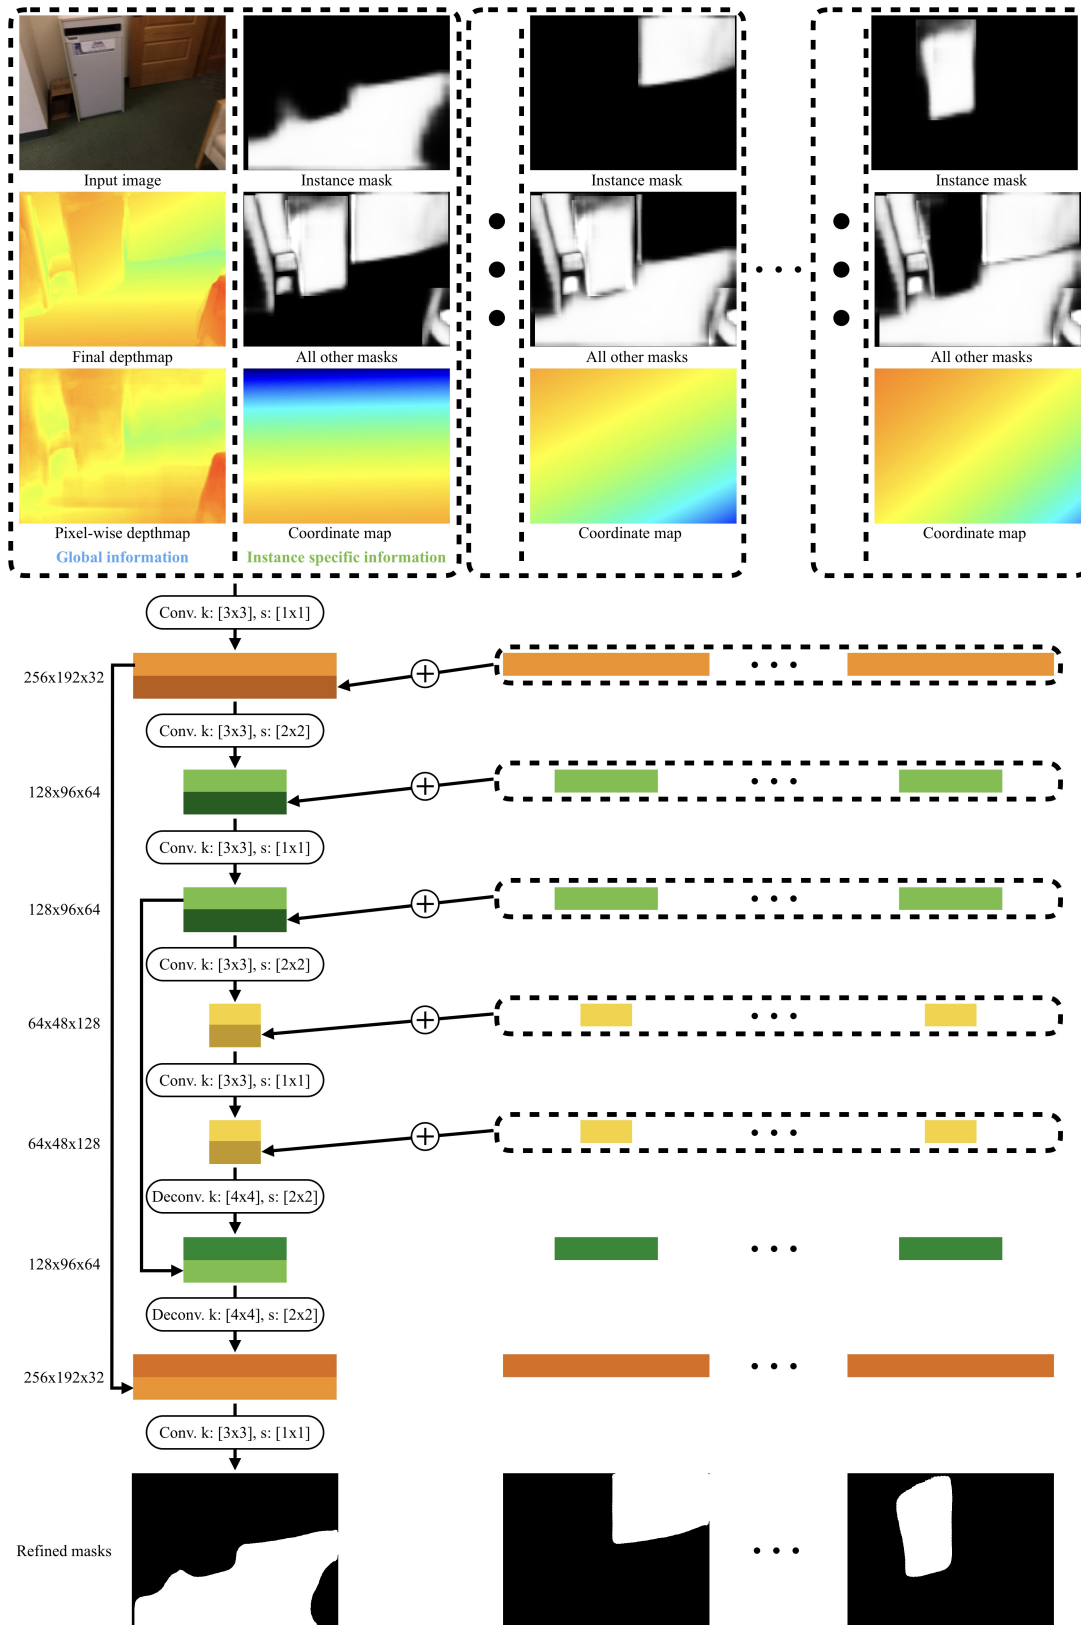 Input image
Instance mask
Instance mask
Instance mask
Final depthmap
All other masks
All other masks
All other masks
Pixel-wise depthmap
Coordinate map
Coordinate map
Coordinate map
Global information
Instance specific information
Conv. k: [3x3], s: [1x1]
256x192x32
Conv. k: [3x3], s: [2x2]
128x96x64
Conv. k: [3x3], s: [1x1]
128x96x64
Conv. k: [3x3], s: [2x2]
64x48x128
Conv. k: [3x3], s: [1x1]
64x48x128
Deconv. k: [4x4], s: [2x2]
128x96x64
Deconv. k: [4x4], s: [2x2]
256x192x32
Conv. k: [3x3], s: [1x1]
Refined masks